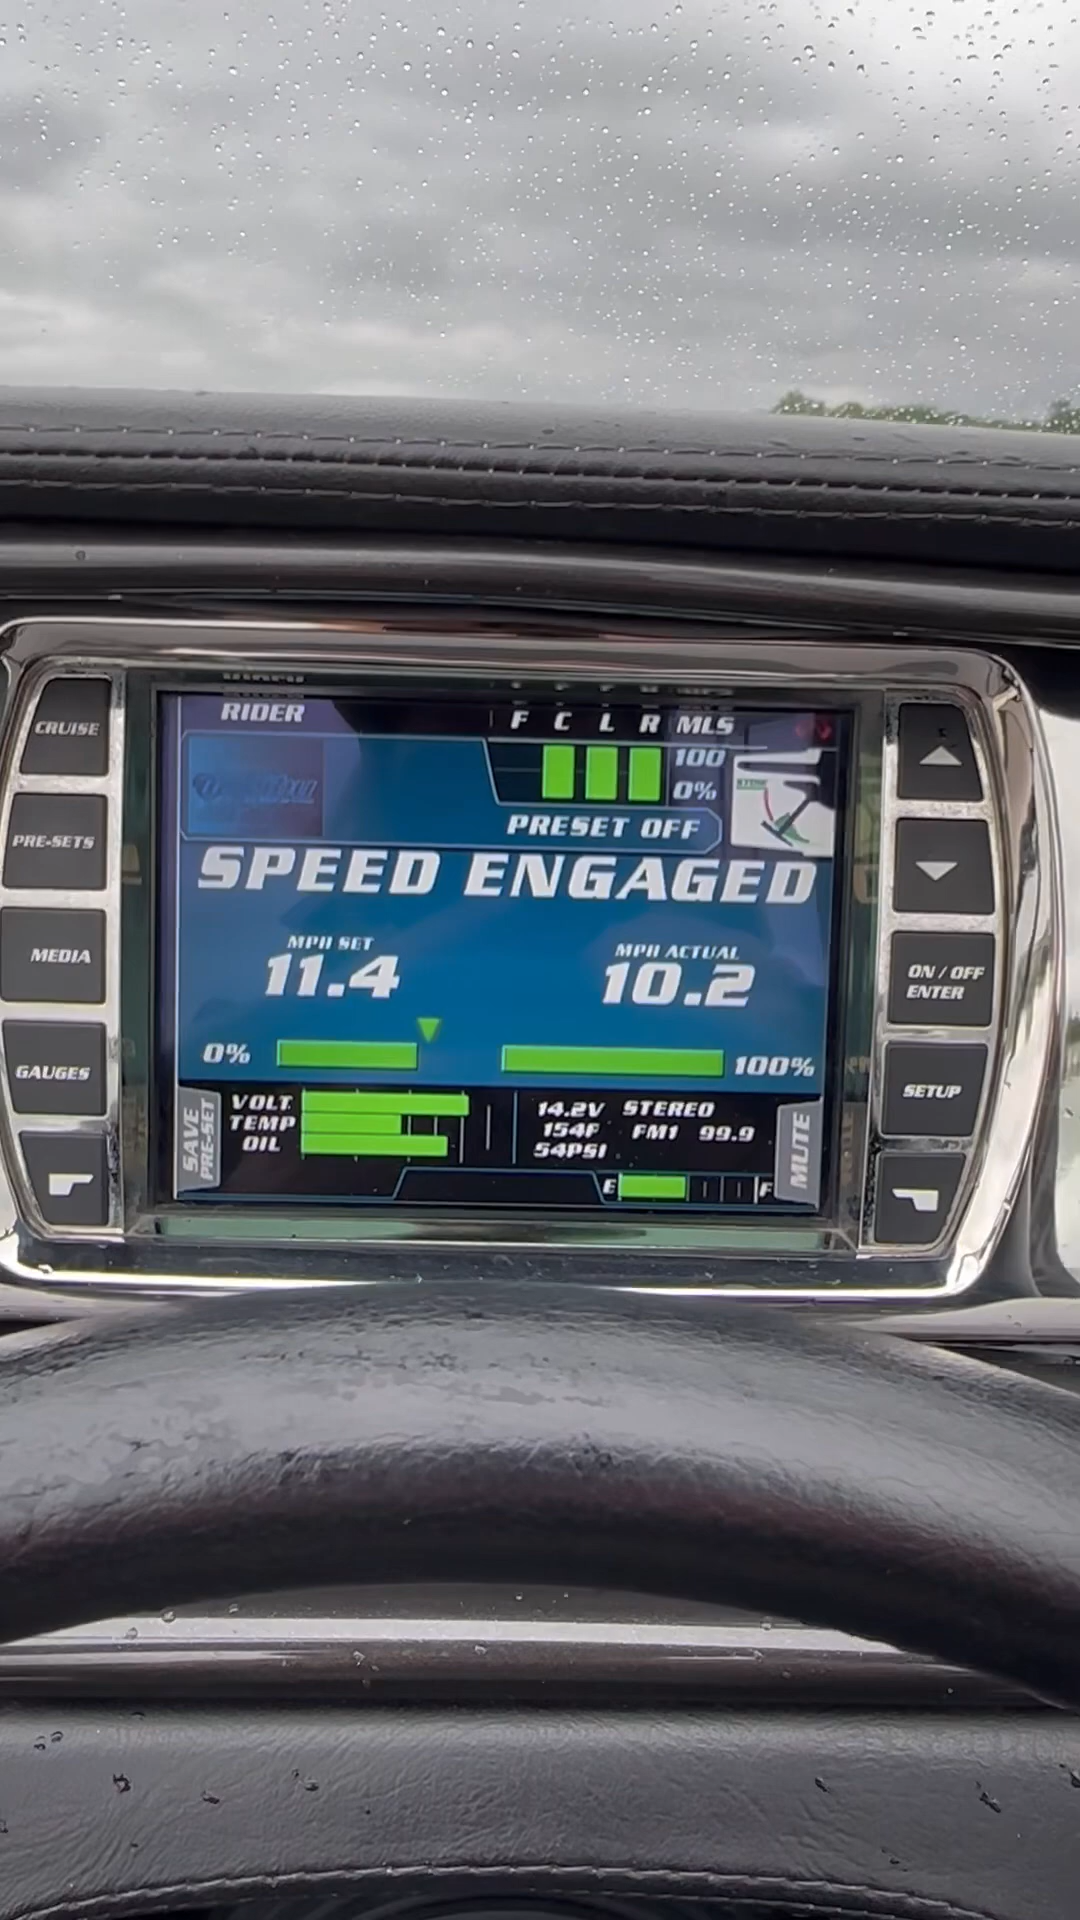 RIDER
F C L R MLS
100
0%
PRESET OFF
SPEED ENGAGED
MPH SET
11.4
MPH ACTUAL
10.2
0%
100%
VOLT
TEMP
OIL
14.2V
154F
54PSI
STEREO
FM1 99.9
E F
SAVE
PRE-SET
MUTE
CRUISE
PRE-SETS
MEDIA
GAUGES
ON / OFF
ENTER
SETUP